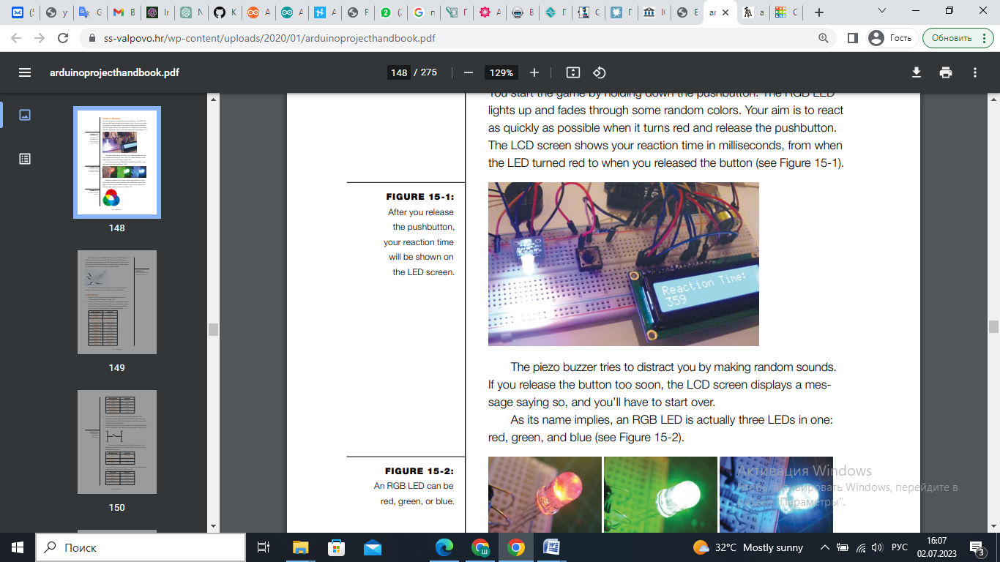 ss-valpovo.hr/wp-content/uploads/2020/01/arduinoprojecthandbook.pdf
Гость
Обновить
arduinoprojecthandbook.pdf
148 / 275
129%
148
149
150
You start the game by holding down the pushbutton. The RGB LED
lights up and fades through some random colors. Your aim is to react
as quickly as possible when it turns red and release the pushbutton.
The LCD screen shows your reaction time in milliseconds, from when
the LED turned red to when you released the button (see Figure 15-1).
FIGURE 15-1:
After you release
the pushbutton,
your reaction time
will be shown on
the LED screen.
Reaction Time:
359
The piezo buzzer tries to distract you by making random sounds.
If you release the button too soon, the LCD screen displays a mes-
sage saying so, and you’ll have to start over.
As its name implies, an RGB LED is actually three LEDs in one:
red, green, and blue (see Figure 15-2).
FIGURE 15-2:
An RGB LED can be
red, green, or blue.
Активация Windows
Чтобы активировать Windows, перейдите в
раздел "Параметры".
Поиск
32°C Mostly sunny
РУС
16:07
02.07.2023
3